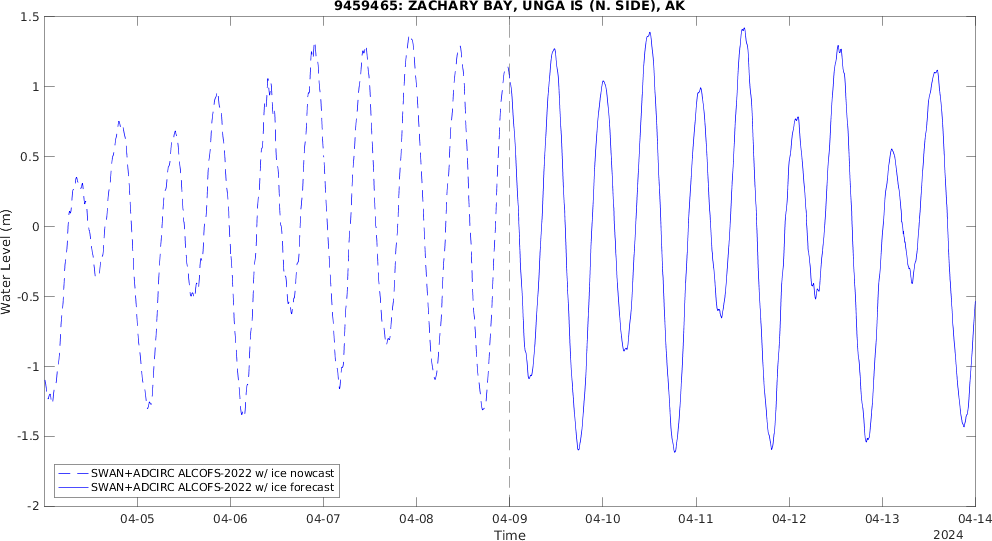 9459465: ZACHARY BAY, UNGA IS (N. SIDE), AK
1.5
1
0.5
0
-0.5
-1
-1.5
-2
Water Level (m)
SWAN+ADCIRC ALCOFS-2022 w/ ice nowcast
SWAN+ADCIRC ALCOFS-2022 w/ ice forecast
04-05 04-06 04-07 04-08 04-09 04-10 04-11 04-12 04-13 04-14
Time
2024